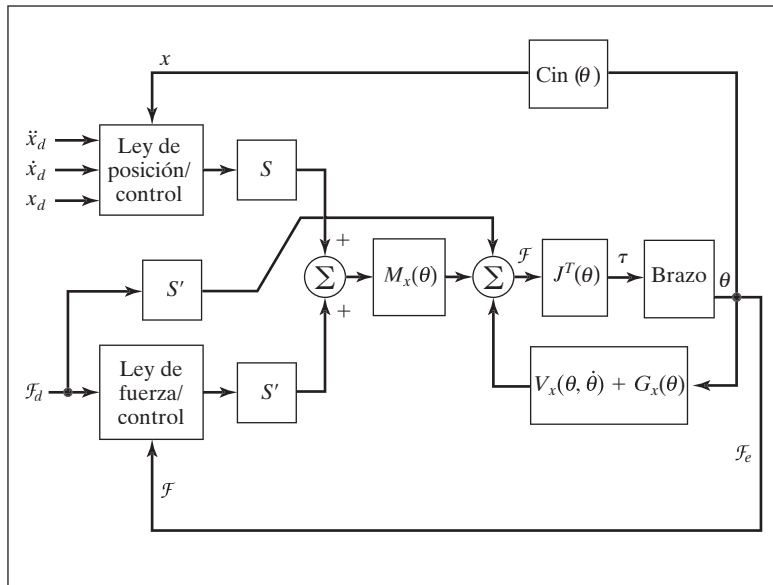 x
Cin (θ)
ẍ_d
ẋ_d
x_d
Ley de
posición/
control
S
+
Σ
+
M_x(θ)
Σ
ℱ
J^T(θ)
τ
Brazo
θ
S′
ℱ_d
Ley de
fuerza/
control
S′
V_x(θ, θ̇) + G_x(θ)
ℱ_e
ℱ